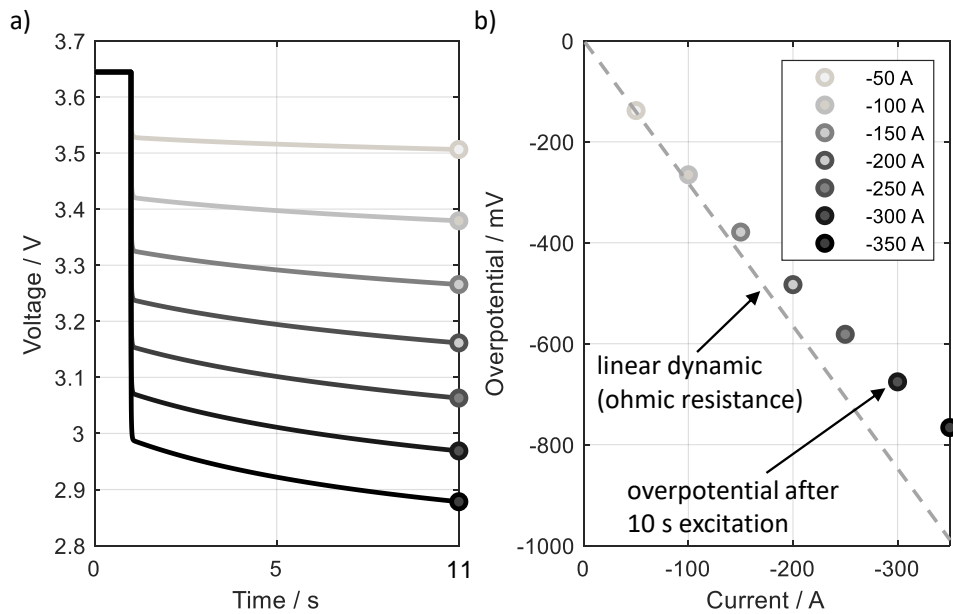 a)
3.7
3.6
3.5
3.4
3.3
3.2
3.1
3
2.9
2.8
Voltage / V
0
5
11
Time / s
b)
0
-200
-400
-600
-800
-1000
Overpotential / mV
-50 A
-100 A
-150 A
-200 A
-250 A
-300 A
-350 A
linear dynamic
(ohmic resistance)
overpotential after
10 s excitation
0
-100
-200
-300
Current / A